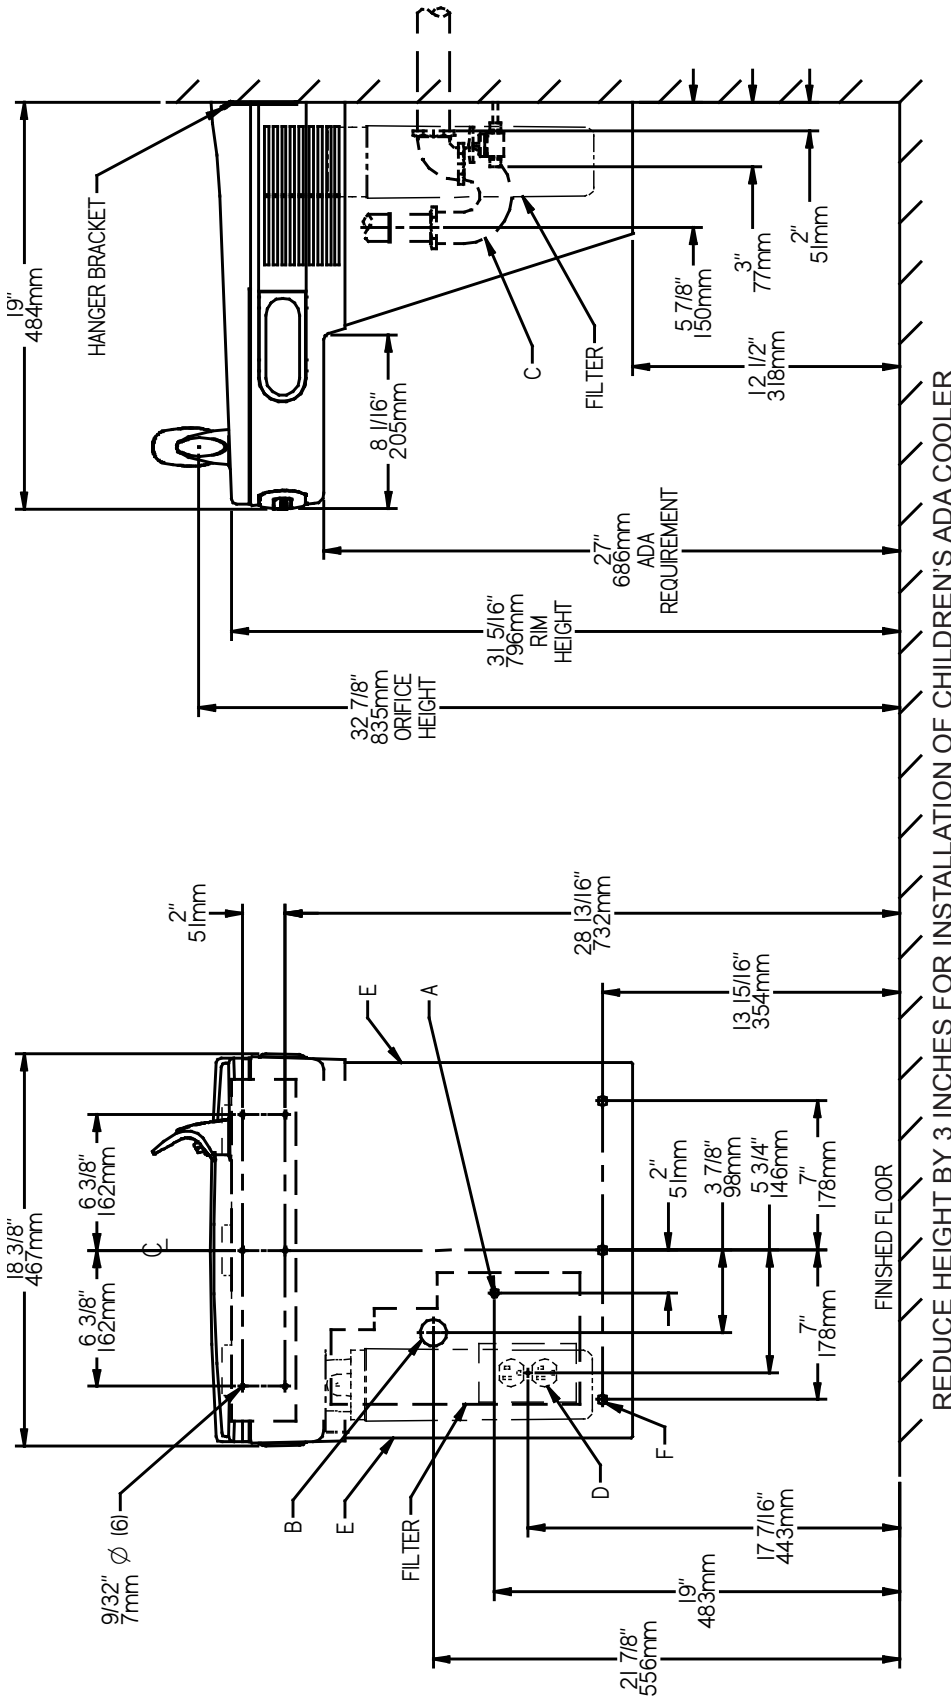 18 3/8"
467mm
6 3/8"
162mm
6 3/8"
162mm
9/32" Ø (6)
7mm
℄
2"
51mm
B
E
FILTER
D
F
E
A
28 13/16"
732mm
13 15/16"
354mm
2"
51mm
3 7/8"
98mm
5 3/4"
146mm
7"
178mm
7"
178mm
17 7/16"
443mm
19"
483mm
21 7/8"
556mm
FINISHED FLOOR
19"
484mm
HANGER BRACKET
8 1/16"
205mm
C
FILTER
5 7/8"
150mm
3"
77mm
2"
51mm
12 1/2"
318mm
27"
686mm
ADA
REQUIREMENT
31 5/16"
796mm
RIM
HEIGHT
32 7/8"
835mm
ORIFICE
HEIGHT
REDUCE HEIGHT BY 3 INCHES FOR INSTALLATION OF CHILDREN'S ADA COOLER